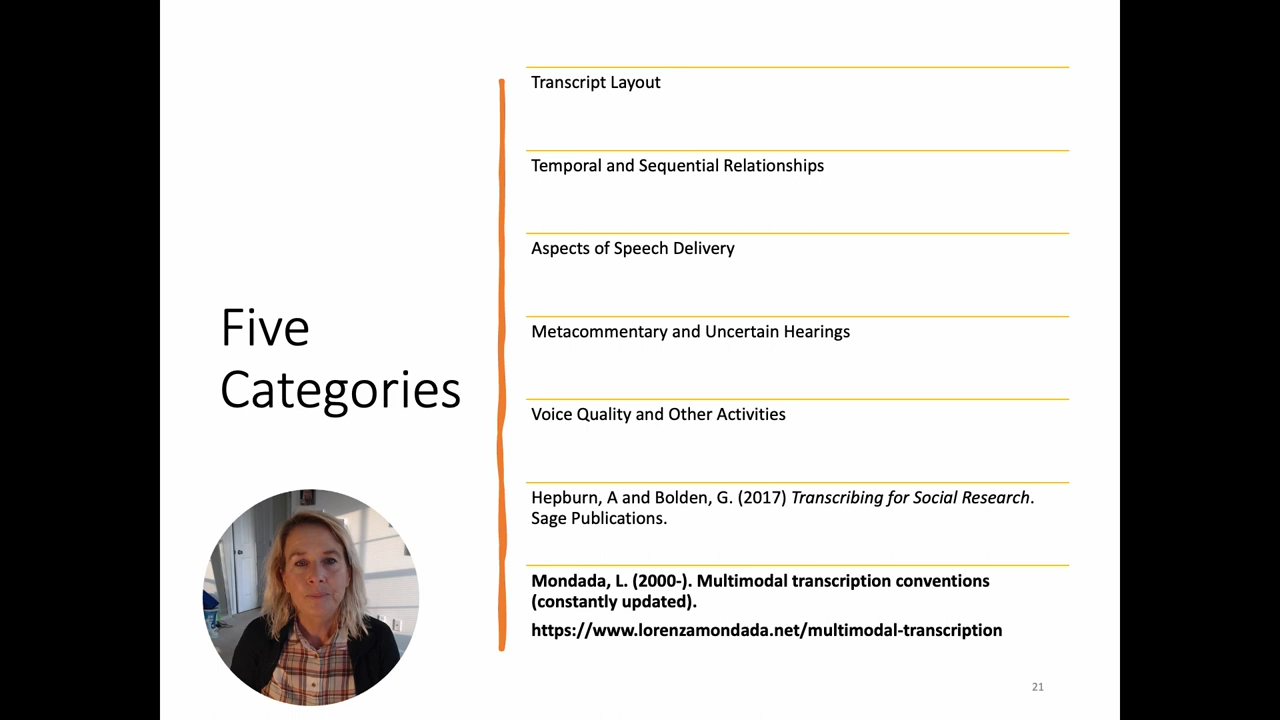 Five
Categories
Transcript Layout
Temporal and Sequential Relationships
Aspects of Speech Delivery
Metacommentary and Uncertain Hearings
Voice Quality and Other Activities
Hepburn, A and Bolden, G. (2017) Transcribing for Social Research.
Sage Publications.
Mondada, L. (2000-). Multimodal transcription conventions
(constantly updated).
https://www.lorenzamondada.net/multimodal-transcription
21